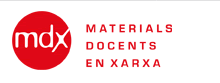 mdx
MATERIALS
DOCENTS
EN XARXA